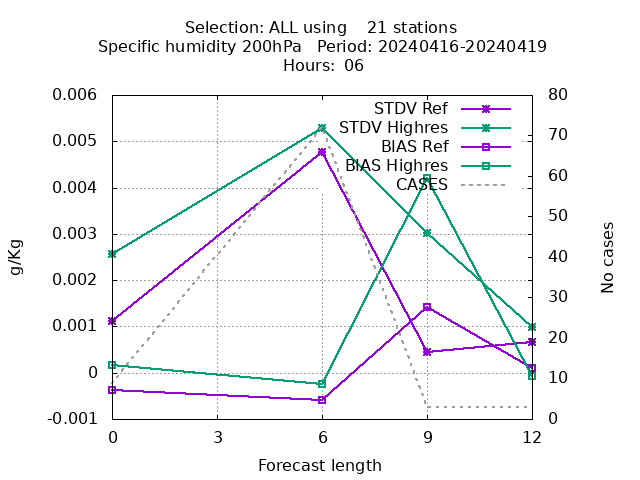 Selection: ALL using    21 stations
Specific humidity 200hPa   Period: 20240416-20240419
Hours:  06
0.006
0.005
0.004
0.003
0.002
0.001
0
-0.001
g/Kg
STDV Ref
STDV Highres
BIAS Ref
BIAS Highres
CASES
80
70
60
50
40
30
20
10
0
No cases
0 3 6 9 12
Forecast length